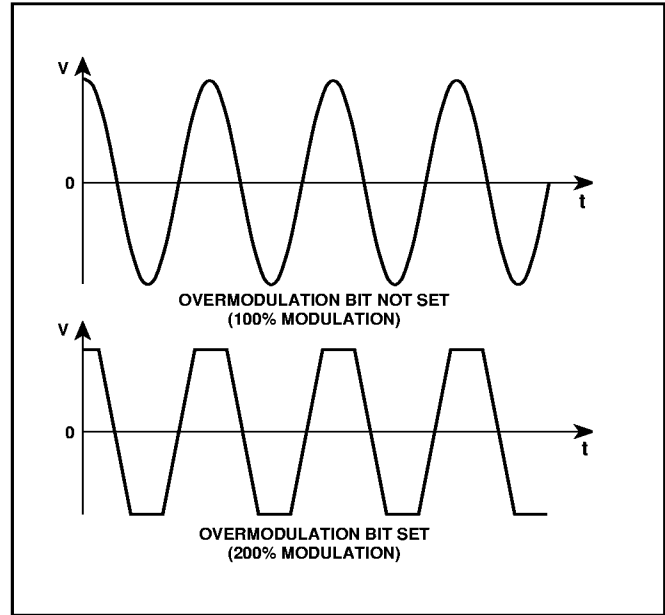 V
0
t
OVERMODULATION BIT NOT SET
(100% MODULATION)
V
0
t
OVERMODULATION BIT SET
(200% MODULATION)